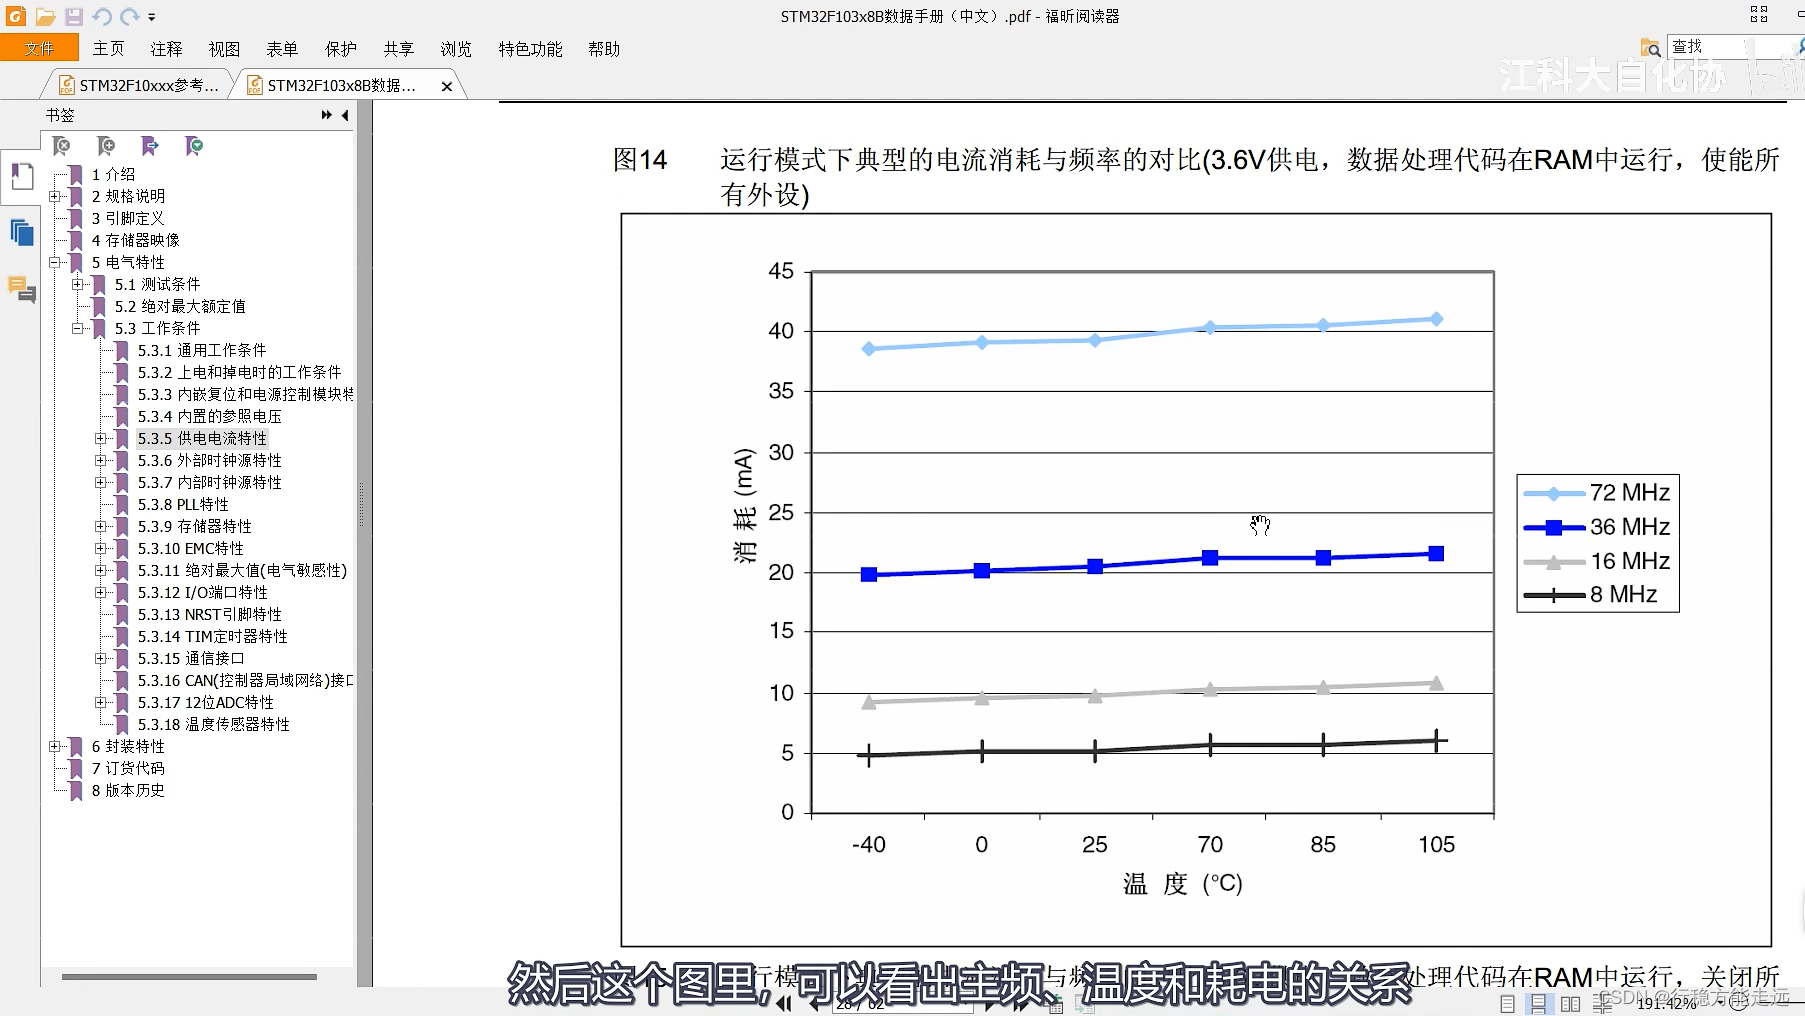 STM32F103x8B数据手册（中文）.pdf - 福昕阅读器
文件 主页 注释 视图 表单 保护 共享 浏览 特色功能 帮助
查找
江科大自化协
STM32F10xxx参考... STM32F103x8B数据...
书签
1 介绍
2 规格说明
3 引脚定义
4 存储器映像
5 电气特性
5.1 测试条件
5.2 绝对最大额定值
5.3 工作条件
5.3.1 通用工作条件
5.3.2 上电和掉电时的工作条件
5.3.3 内嵌复位和电源控制模块特
5.3.4 内置的参照电压
5.3.5 供电电流特性
5.3.6 外部时钟源特性
5.3.7 内部时钟源特性
5.3.8 PLL特性
5.3.9 存储器特性
5.3.10 EMC特性
5.3.11 绝对最大值(电气敏感性)
5.3.12 I/O端口特性
5.3.13 NRST引脚特性
5.3.14 TIM定时器特性
5.3.15 通信接口
5.3.16 CAN(控制器局域网络)接口
5.3.17 12位ADC特性
5.3.18 温度传感器特性
6 封装特性
7 订货代码
8 版本历史
图14 运行模式下典型的电流消耗与频率的对比(3.6V供电，数据处理代码在RAM中运行，使能所
有外设)
45
40
35
30
25
20
15
10
5
0
消 耗 (mA)
-40 0 25 70 85 105
温 度 (°C)
72 MHz
36 MHz
16 MHz
8 MHz
处理代码在RAM中运行，关闭所
然后这个图里，可以看出主频、温度和耗电的关系
28 / 62
191.42%
CSDN @行稳方能走远